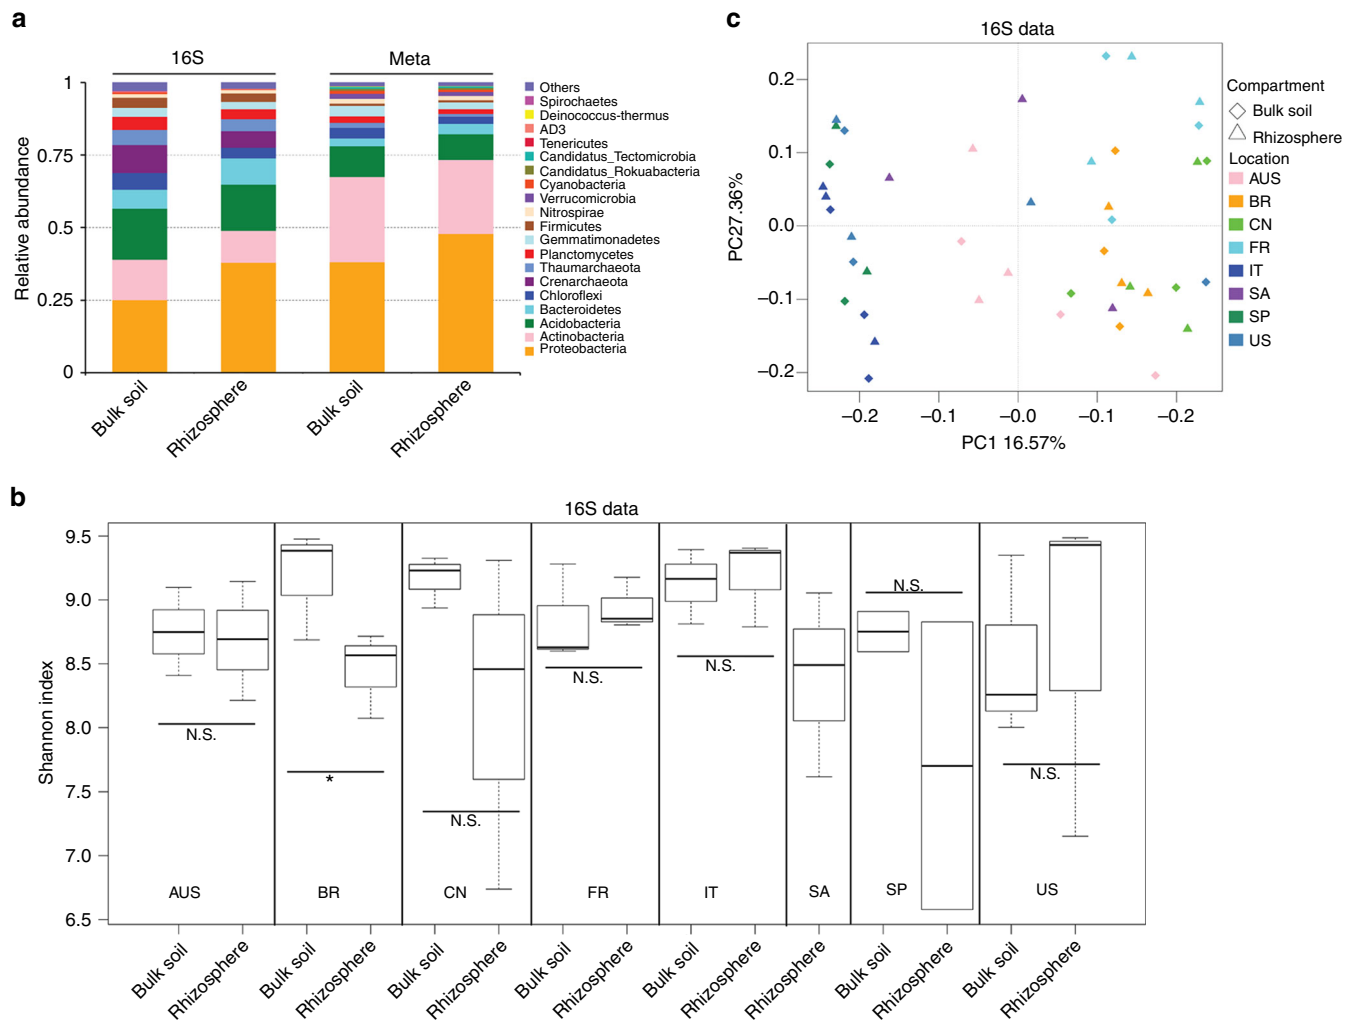 a
16S
Meta
Relative abundance
1
0.75
0.5
0.25
0
Bulk soil
Rhizosphere
Bulk soil
Rhizosphere
Others
Spirochaetes
Deinococcus-thermus
AD3
Tenericutes
Candidatus_Tectomicrobia
Candidatus_Rokuabacteria
Cyanobacteria
Verrucomicrobia
Nitrospirae
Firmicutes
Gemmatimonadetes
Planctomycetes
Thaumarchaeota
Crenarchaeota
Chloroflexi
Bacteroidetes
Acidobacteria
Actinobacteria
Proteobacteria
c
16S data
PC27.36%
0.2
0.1
0.0
−0.1
−0.2
−0.2
−0.1
−0.0
−0.1
−0.2
PC1 16.57%
Compartment
Bulk soil
Rhizosphere
Location
AUS
BR
CN
FR
IT
SA
SP
US
b
16S data
Shannon index
9.5
9.0
8.5
8.0
7.5
7.0
6.5
N.S.
*
N.S.
N.S.
N.S.
N.S.
N.S.
AUS
BR
CN
FR
IT
SA
SP
US
Bulk soil
Rhizosphere
Bulk soil
Rhizosphere
Bulk soil
Rhizosphere
Bulk soil
Rhizosphere
Bulk soil
Rhizosphere
Rhizosphere
Bulk soil
Rhizosphere
Bulk soil
Rhizosphere